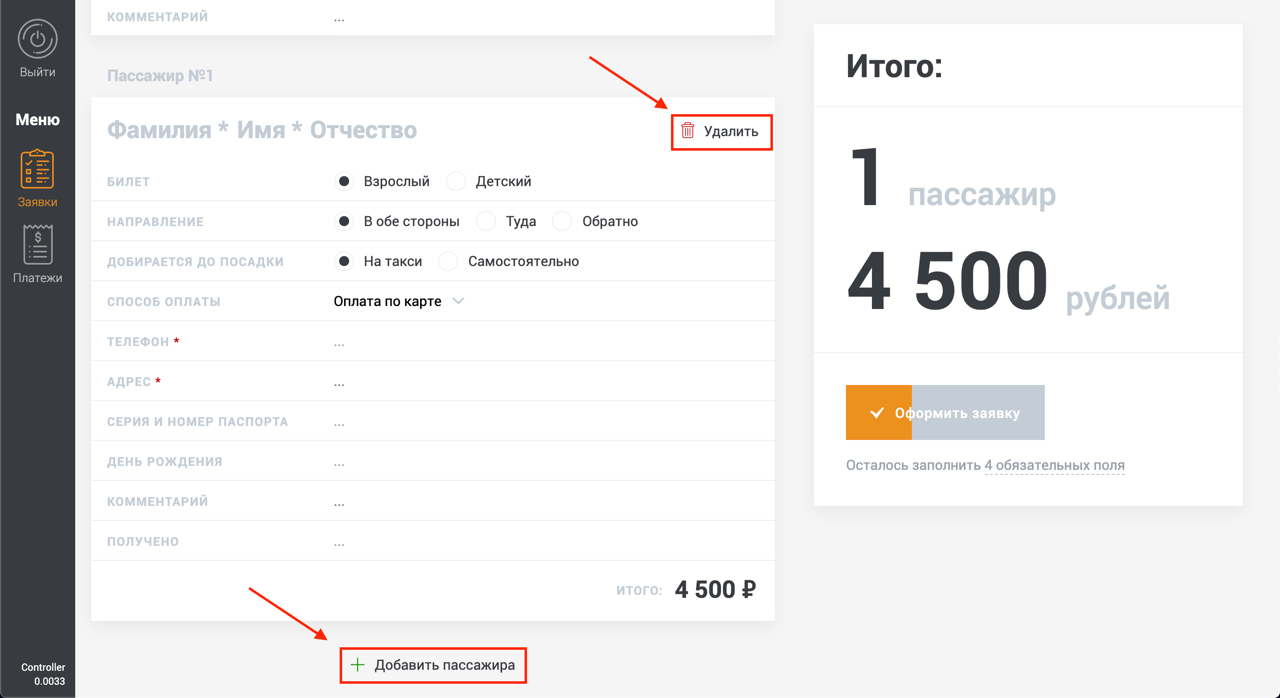 Выйти
Меню
Заявки
Платежи
Controller
0.0033
КОММЕНТАРИЙ ...
Пассажир №1
Фамилия * Имя * Отчество
Удалить
БИЛЕТ Взрослый Детский
НАПРАВЛЕНИЕ В обе стороны Туда Обратно
ДОБИРАЕТСЯ ДО ПОСАДКИ На такси Самостоятельно
СПОСОБ ОПЛАТЫ Оплата по карте
ТЕЛЕФОН * ...
АДРЕС * ...
СЕРИЯ И НОМЕР ПАСПОРТА ...
ДЕНЬ РОЖДЕНИЯ ...
КОММЕНТАРИЙ ...
ПОЛУЧЕНО ...
ИТОГО: 4 500 ₽
Добавить пассажира
Итого:
1 пассажир
4 500 рублей
Оформить заявку
Осталось заполнить 4 обязательных поля